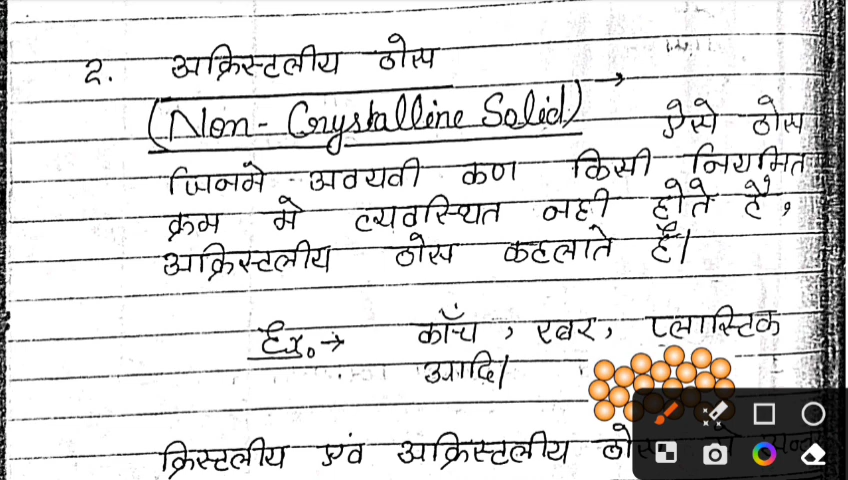 2. अक्रिस्टलीय ठोस
(Non-Crystalline Solid) →
ऐसे ठोस
जिनमे अवयवी कण किसी नियमित
क्रम मे व्यवस्थित नही होते है,
अक्रिस्टलीय ठोस कहलाते हैं।
Ex. → काँच, रबर, प्लास्टिक
आदि।
क्रिस्टलीय एवं अक्रिस्टलीय ठोस